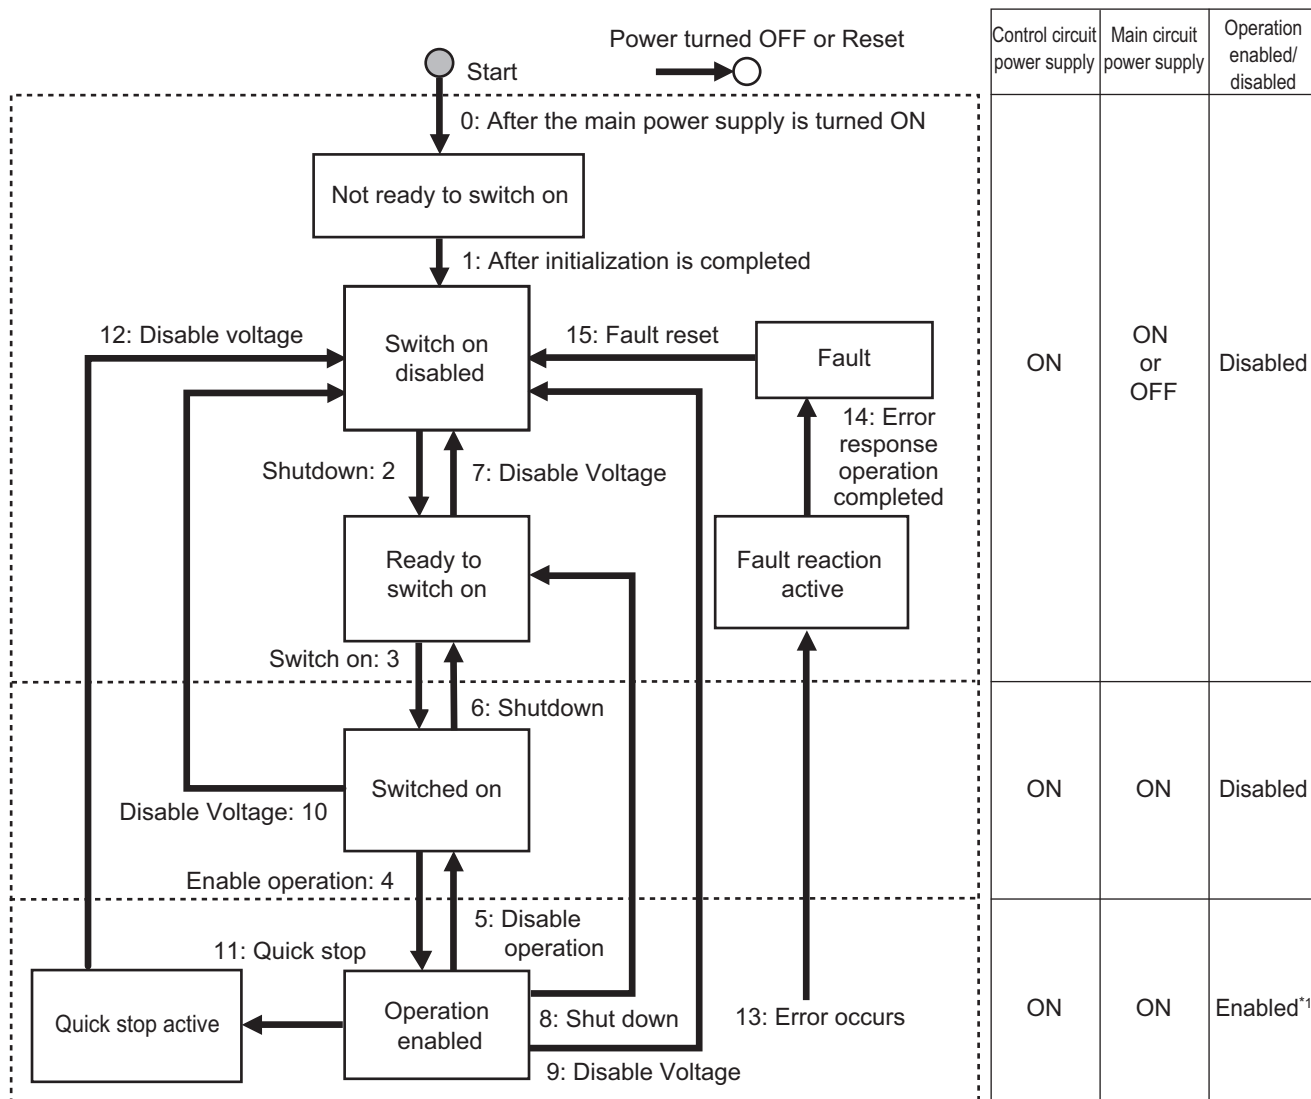 Power turned OFF or Reset
Start
0: After the main power supply is turned ON
Not ready to switch on
1: After initialization is completed
12: Disable voltage
Switch on
disabled
15: Fault reset
Fault
14: Error
response
operation
completed
Shutdown: 2
7: Disable Voltage
Ready to
switch on
Fault reaction
active
Switch on: 3
6: Shutdown
Switched on
Disable Voltage: 10
Enable operation: 4
5: Disable
operation
11: Quick stop
Quick stop active
Operation
enabled
8: Shut down
13: Error occurs
9: Disable Voltage
Control circuit
power supply
Main circuit
power supply
Operation
enabled/
disabled
ON
ON
or
OFF
Disabled
ON
ON
Disabled
ON
ON
Enabled*1